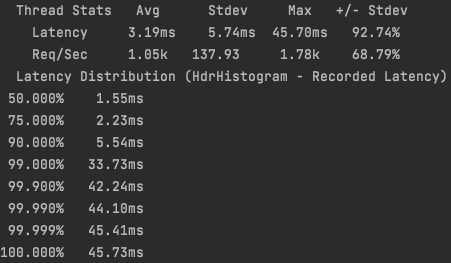 Thread Stats   Avg      Stdev     Max   +/- Stdev
Latency     3.19ms    5.74ms  45.70ms   92.74%
Req/Sec     1.05k   137.93     1.78k    68.79%
Latency Distribution (HdrHistogram - Recorded Latency)
50.000%    1.55ms
75.000%    2.23ms
90.000%    5.54ms
99.000%   33.73ms
99.900%   42.24ms
99.990%   44.10ms
99.999%   45.41ms
100.000%   45.73ms